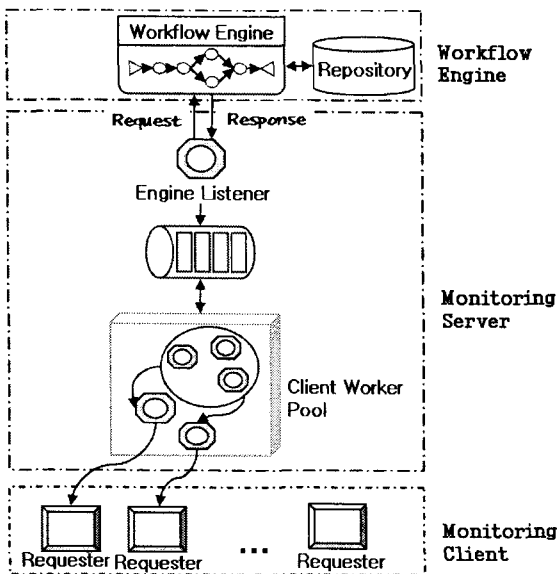 Workflow Engine
Repository
Workflow
Engine
Request
Response
Engine Listener
Monitoring
Server
Client Worker
Pool
Requester
Requester
...
Requester
Monitoring
Client